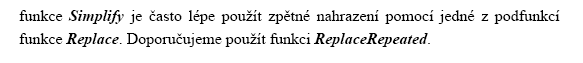 funkce Simplify je často lépe použít zpětné nahrazení pomocí jedné z podfunkcí
funkce Replace. Doporučujeme použít funkci ReplaceRepeated.